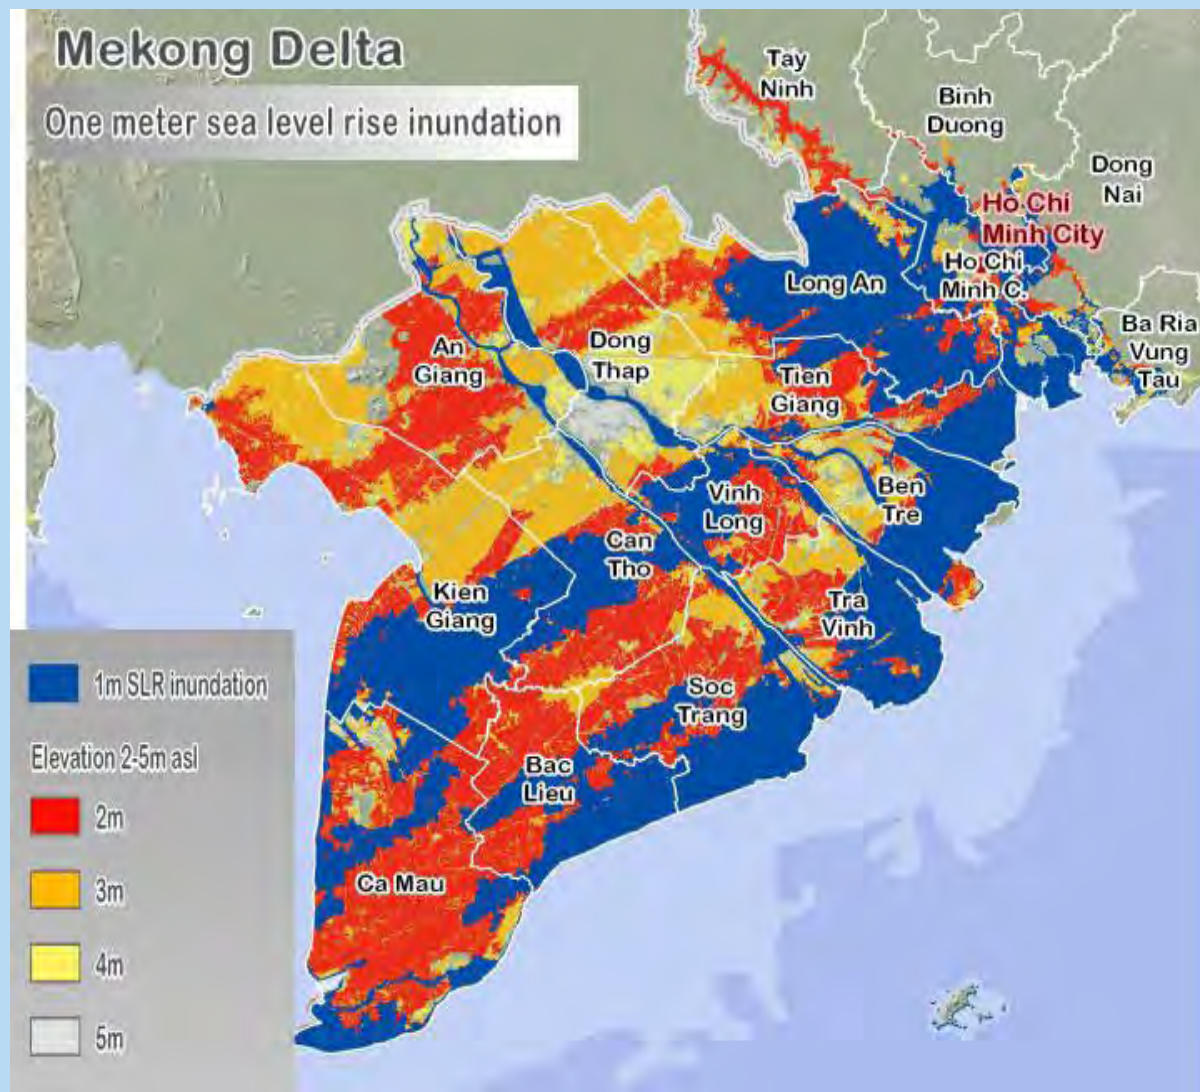 Mekong Delta
One meter sea level rise inundation
Tay
Ninh
Binh
Duong
Dong
Nai
Ho Chi
Minh City
Ho Chi
Minh C.
Long An
Ba Ria
Vung
Tau
An
Giang
Dong
Thap
Tien
Giang
Ben
Tre
Vinh
Long
Can
Tho
Kien
Giang
Tra
Vinh
Soc
Trang
Bac
Lieu
Ca Mau
1m SLR inundation
Elevation 2-5m asl
2m
3m
4m
5m